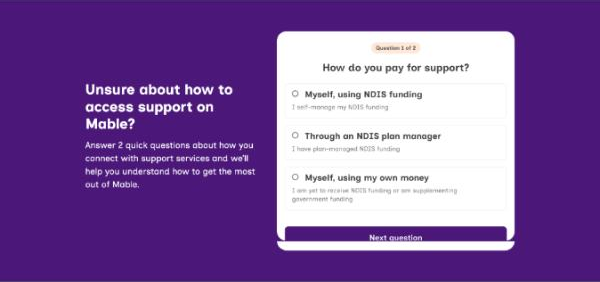 Unsure about how to
access support on
Mable?
Answer 2 quick questions about how you
connect with support services and we'll
help you understand how to get the most
out of Mable.
Question 1 of 2
How do you pay for support?
Myself, using NDIS funding
I self-manage my NDIS funding
Through an NDIS plan manager
I have plan-managed NDIS funding
Myself, using my own money
I am yet to receive NDIS funding or am supplementing
government funding
Next question